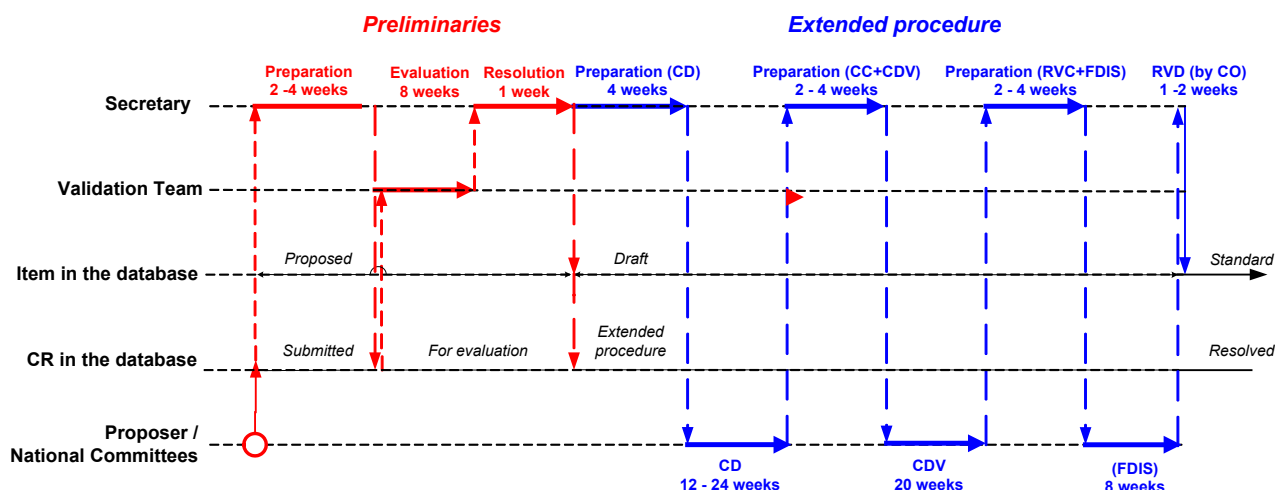 Preliminaries
Extended procedure
Preparation
2 -4 weeks
Evaluation
8 weeks
Resolution
1 week
Preparation (CD)
4 weeks
Preparation (CC+CDV)
2 - 4 weeks
Preparation (RVC+FDIS)
2 - 4 weeks
RVD (by CO)
1 -2 weeks
Secretary
Validation Team
Item in the database
Proposed
Draft
Standard
CR in the database
Submitted
For evaluation
Extended
procedure
Resolved
Proposer /
National Committees
CD
12 - 24 weeks
CDV
20 weeks
(FDIS)
8 weeks